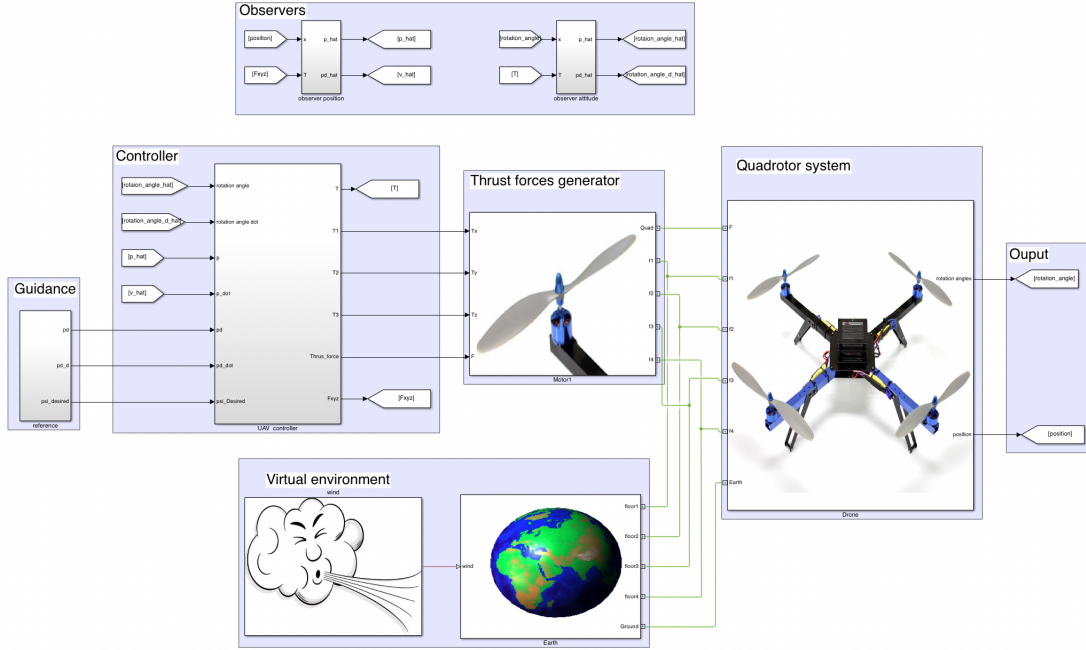 Observers
[position]
x
p_hat
[p_hat]
[Fxyz]
T
pd_hat
[v_hat]
observer position
[rotation_angle]
x
p_hat
[rotaion_angle_hat]
[T]
T
pd_hat
[rotation_angle_d_hat]
observer attitude
Controller
[rotaion_angle_hat]
rotation angle
[rotation_angle_d_hat]
rotation angle dot
[p_hat]
p
[v_hat]
p_dot
pd
pd_dot
psi_Desired
T
[T]
T1
T2
T3
Thrus_force
Fxyz
[Fxyz]
UAV controller
Guidance
pd
pd_d
psi_desired
reference
Thrust forces generator
Tx
Ty
Tz
F
Quad
f1
f2
f3
f4
Motor1
Quadrotor system
F
f1
f2
f3
f4
Earth
rotation angles
position
Drone
Ouput
[rotation_angle]
[position]
Virtual environment
wind
wind
floor1
floor2
floor3
floor4
Ground
Earth